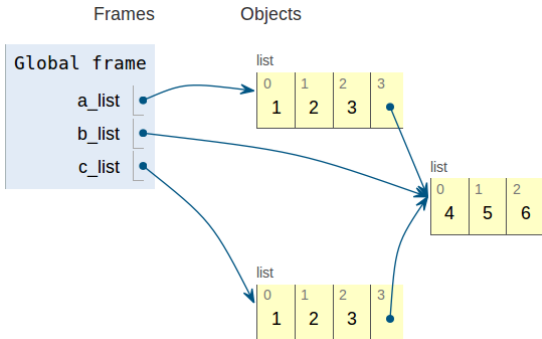 Frames Objects
Global frame
a_list
b_list
c_list
list
0 1 2 3
1 2 3
list
0 1 2
4 5 6
list
0 1 2 3
1 2 3